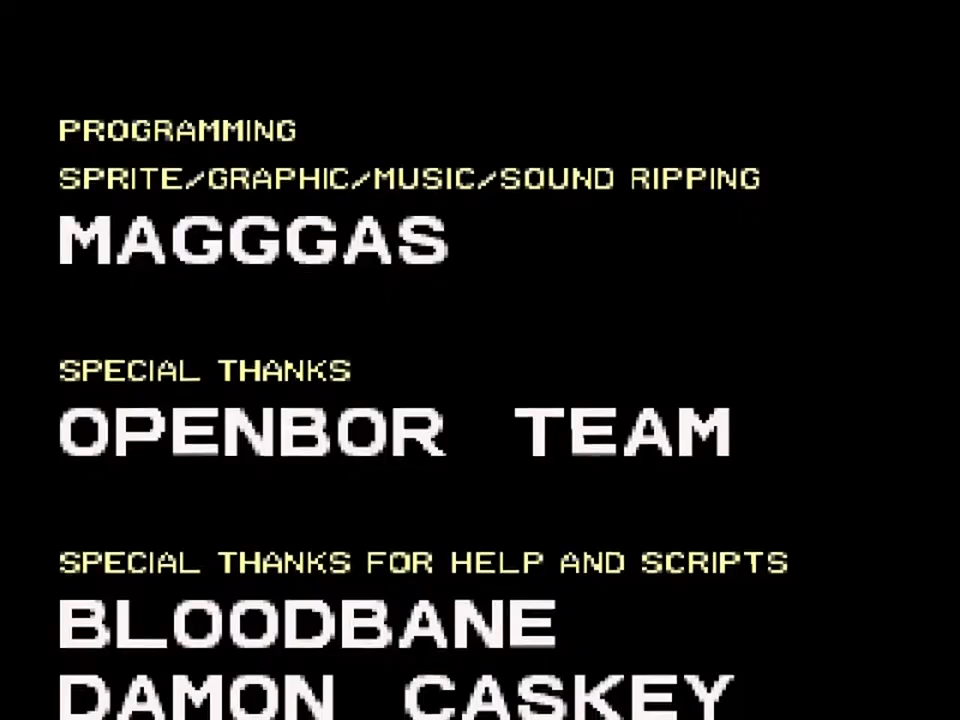 PROGRAMMING
SPRITE/GRAPHIC/MUSIC/SOUND RIPPING
MAGGGAS
SPECIAL THANKS
OPENBOR TEAM
SPECIAL THANKS FOR HELP AND SCRIPTS
BLOODBANE
DAMON CASKEY